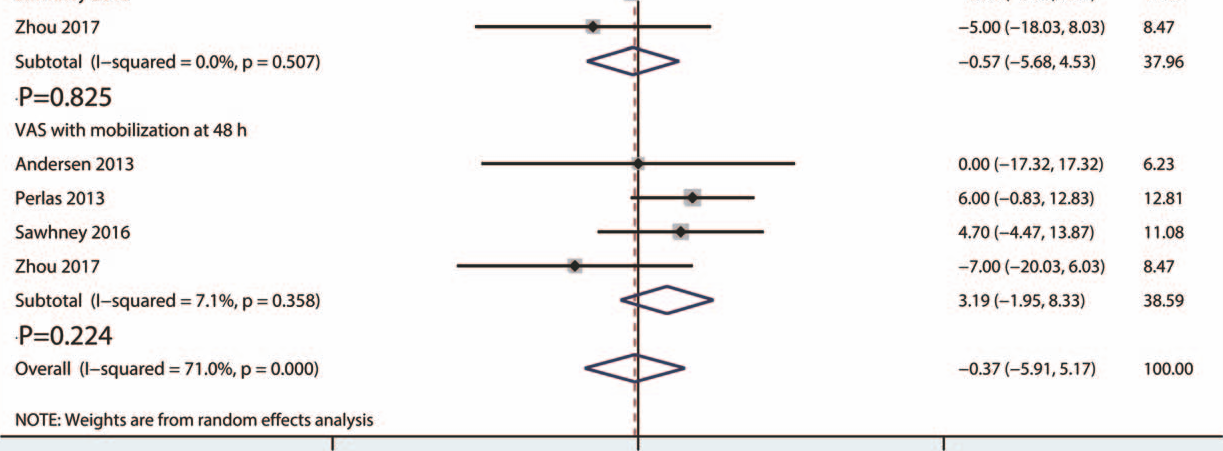 Zhou 2017 −5.00 (−18.03, 8.03) 8.47
Subtotal (I−squared = 0.0%, p = 0.507) −0.57 (−5.68, 4.53) 37.96
·P=0.825
VAS with mobilization at 48 h
Andersen 2013 0.00 (−17.32, 17.32) 6.23
Perlas 2013 6.00 (−0.83, 12.83) 12.81
Sawhney 2016 4.70 (−4.47, 13.87) 11.08
Zhou 2017 −7.00 (−20.03, 6.03) 8.47
Subtotal (I−squared = 7.1%, p = 0.358) 3.19 (−1.95, 8.33) 38.59
·P=0.224
Overall (I−squared = 71.0%, p = 0.000) −0.37 (−5.91, 5.17) 100.00
NOTE: Weights are from random effects analysis